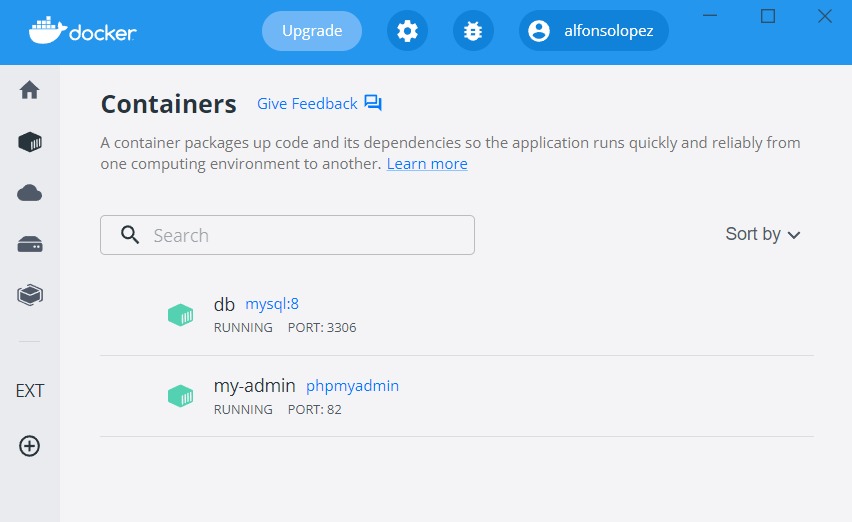 docker
Upgrade
alfonsolopez
Containers Give Feedback
A container packages up code and its dependencies so the application runs quickly and reliably from
one computing environment to another. Learn more
Search
Sort by
db mysql:8
RUNNING PORT: 3306
my-admin phpmyadmin
RUNNING PORT: 82
EXT